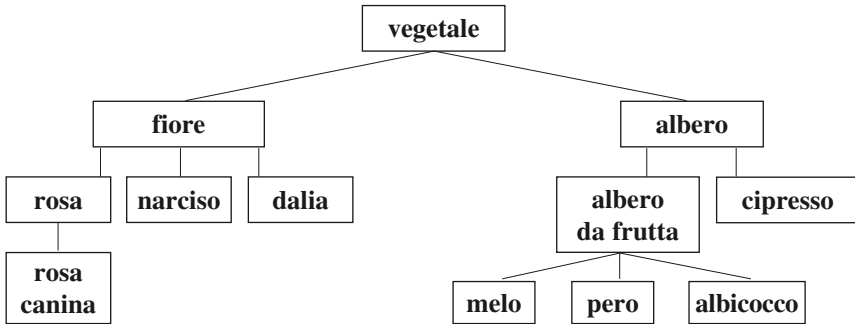 vegetale
fiore
albero
rosa
narciso
dalia
albero
da frutta
cipresso
rosa
canina
melo
pero
albicocco